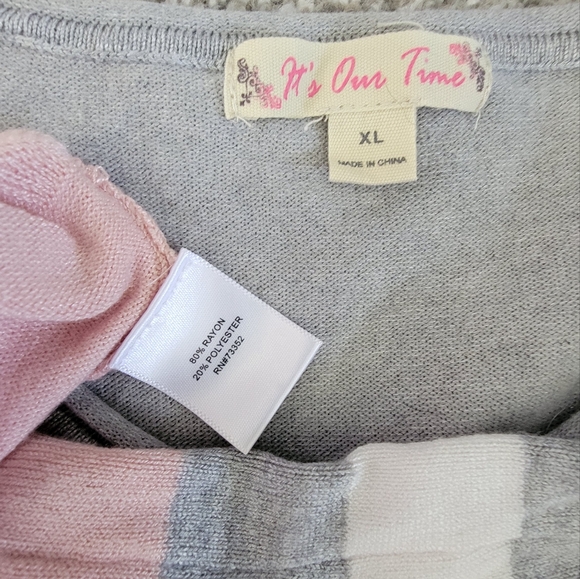 It's Our Time
XL
MADE IN CHINA
80% RAYON
20% POLYESTER
RN#73352